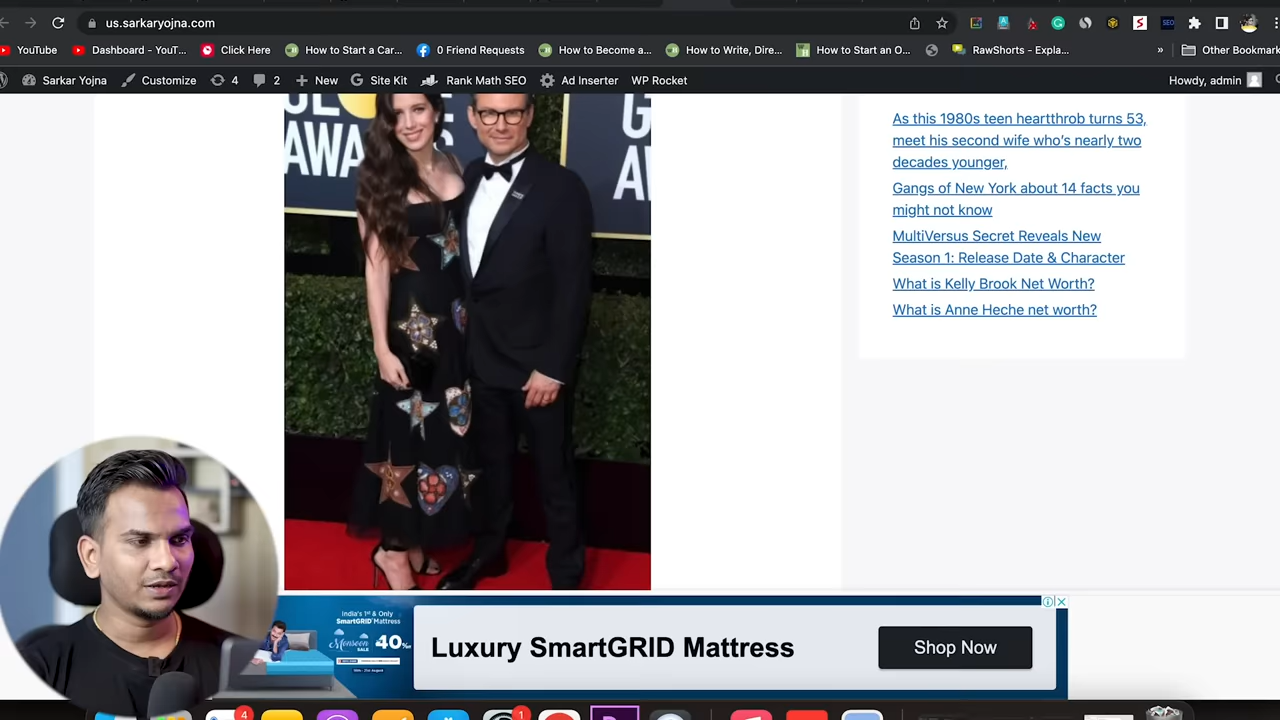 us.sarkaryojna.com
YouTube
Dashboard - YouT...
Click Here
How to Start a Car...
0 Friend Requests
How to Become a...
How to Write, Dire...
How to Start an O...
RawShorts - Expla...
»
Other Bookmark
Sarkar Yojna
Customize
4
2
New
Site Kit
Rank Math SEO
Ad Inserter
WP Rocket
Howdy, admin
AWA
G
A
As this 1980s teen heartthrob turns 53,
meet his second wife who's nearly two
decades younger,
Gangs of New York about 14 facts you
might not know
MultiVersus Secret Reveals New
Season 1: Release Date & Character
What is Kelly Brook Net Worth?
What is Anne Heche net worth?
India's 1st & Only
SmartGRID Mattress
Monsoon
SALE
40%
Luxury SmartGRID Mattress
Shop Now
4
1